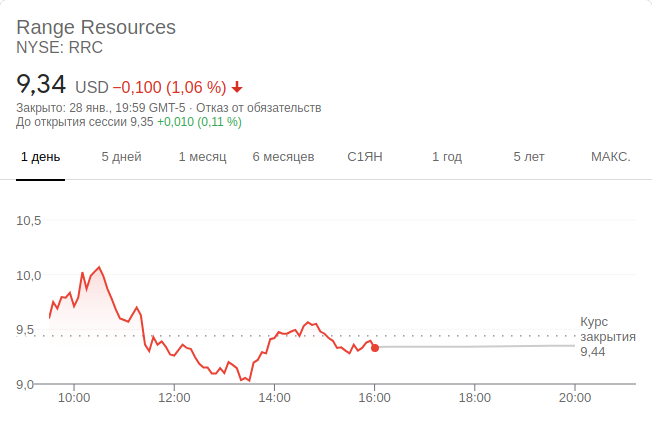 Range Resources
NYSE: RRC
9,34 USD −0,100 (1,06 %)
Закрыто: 28 янв., 19:59 GMT-5 · Отказ от обязательств
До открытия сессии 9,35 +0,010 (0,11 %)
1 день 5 дней 1 месяц 6 месяцев С1ЯН 1 год 5 лет МАКС.
10,5
10,0
9,5
9,0
Курс
закрытия
9,44
10:00 12:00 14:00 16:00 18:00 20:00